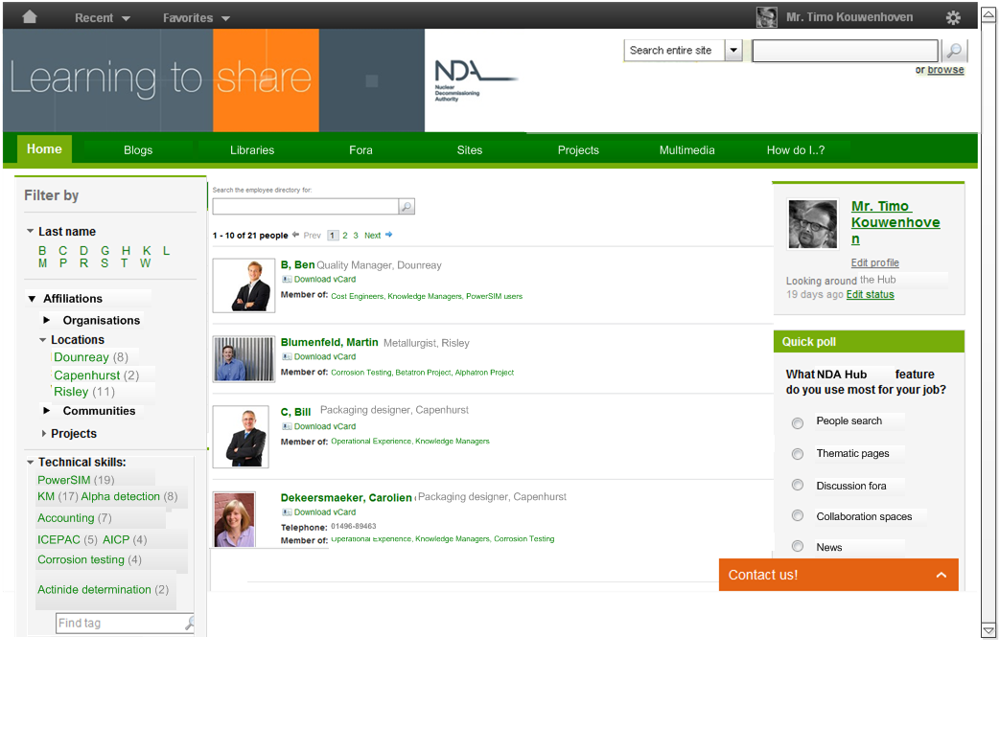 Recent
Favorites
Mr. Timo Kouwenhoven
Learning to share
NDA
Nuclear
Decommissioning
Authority
Search entire site
or browse
Home
Blogs
Libraries
Fora
Sites
Projects
Multimedia
How do I..?
Filter by
Last name
B C D G H K L
M P R S T W
Affiliations
Organisations
Locations
Dounreay (8)
Capenhurst (2)
Risley (11)
Communities
Projects
Technical skills:
PowerSIM (19)
KM (17) Alpha detection (8)
Accounting (7)
ICEPAC (5) AICP (4)
Corrosion testing (4)
Actinide determination (2)
Find tag
Search the employee directory for:
1 - 10 of 21 people Prev 1 2 3 Next
B, Ben Quality Manager, Dounreay
Download vCard
Member of: Cost Engineers, Knowledge Managers, PowerSIM users
Blumenfeld, Martin Metallurgist, Risley
Download vCard
Member of: Corrosion Testing, Betatron Project, Alphatron Project
C, Bill Packaging designer, Capenhurst
Download vCard
Member of: Operational Experience, Knowledge Managers
Dekeersmaeker, Carolien Packaging designer, Capenhurst
Download vCard
Telephone: 01496-89463
Member of: Operational Experience, Knowledge Managers, Corrosion Testing
Mr. Timo
Kouwenhove
n
Edit profile
Looking around the Hub
19 days ago Edit status
Quick poll
What NDA Hub feature
do you use most for your job?
People search
Thematic pages
Discussion fora
Collaboration spaces
News
Contact us!